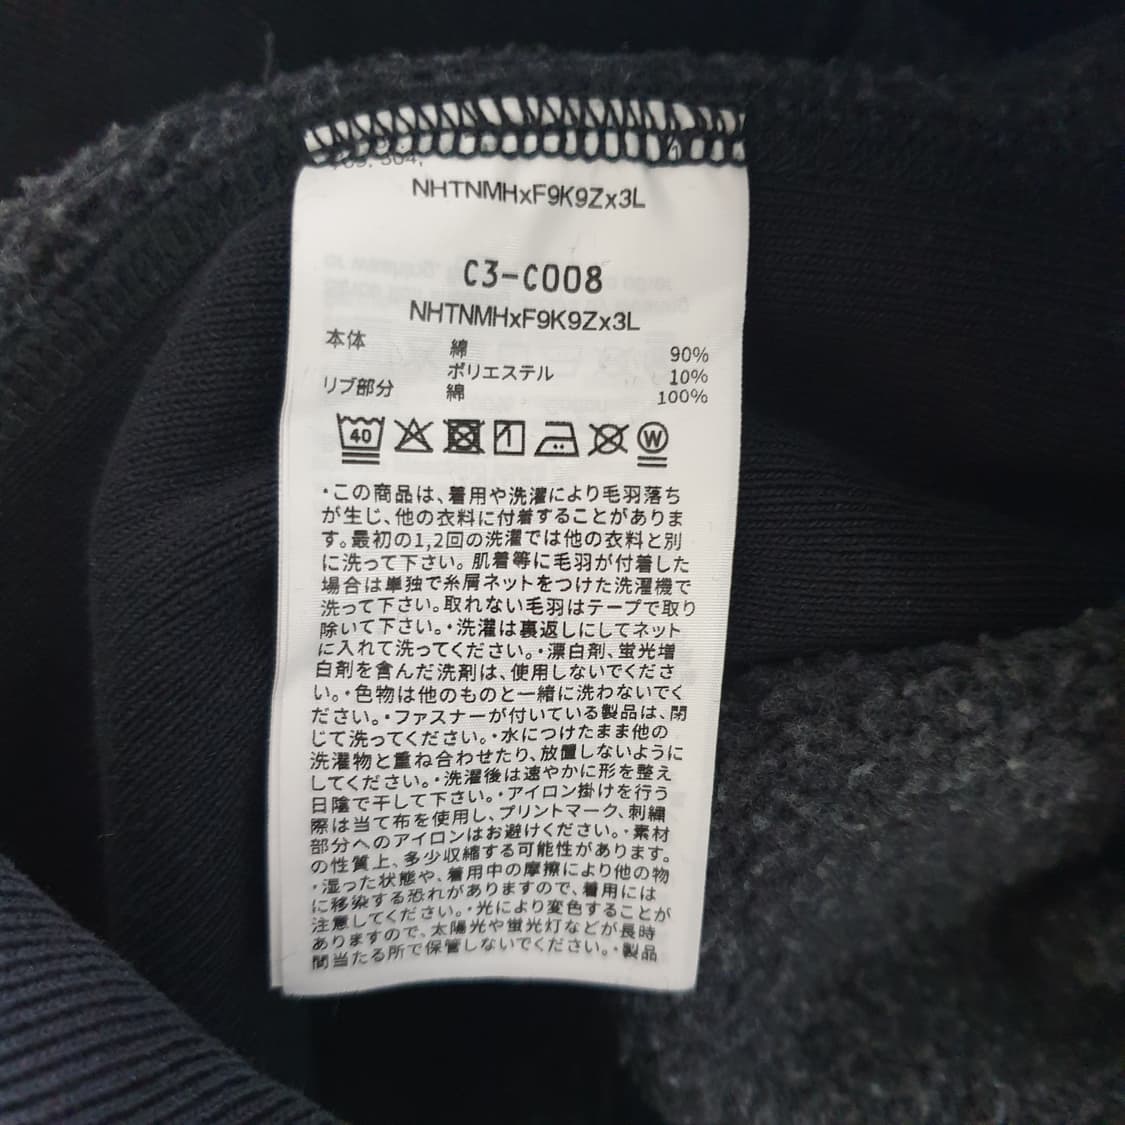 NHTNMHxF9K9Zx3L
C3-C008
NHTNMHxF9K9Zx3L
本体 綿 90%
ポリエステル 10%
リブ部分 綿 100%
40 W
・この商品は、着用や洗濯により毛羽落ち
が生じ、他の衣料に付着することがありま
す。最初の1,2回の洗濯では他の衣料と別
に洗って下さい。肌着等に毛羽が付着した
場合は単独で糸屑ネットをつけた洗濯機で
洗って下さい。取れない毛羽はテープで取り
除いて下さい。・洗濯は裏返しにしてネット
に入れて洗ってください。・漂白剤、蛍光増
白剤を含んだ洗剤は、使用しないでくださ
い。・色物は他のものと一緒に洗わないでく
ださい。・ファスナーが付いている製品は、閉
じて洗ってください。・水につけたまま他の
洗濯物と重ね合わせたり、放置しないように
してください。・洗濯後は速やかに形を整え
日陰で干して下さい。・アイロン掛けを行う
際は当て布を使用し、プリントマーク、刺繍
部分へのアイロンはお避けください。・素材
の性質上、多少収縮する可能性があります。
・湿った状態や、着用中の摩擦により他の物
に移染する恐れがありますので、着用には
注意してください。・光により変色することが
ありますので、太陽光や蛍光灯などが長時
間当たる所で保管しないでください。・製品